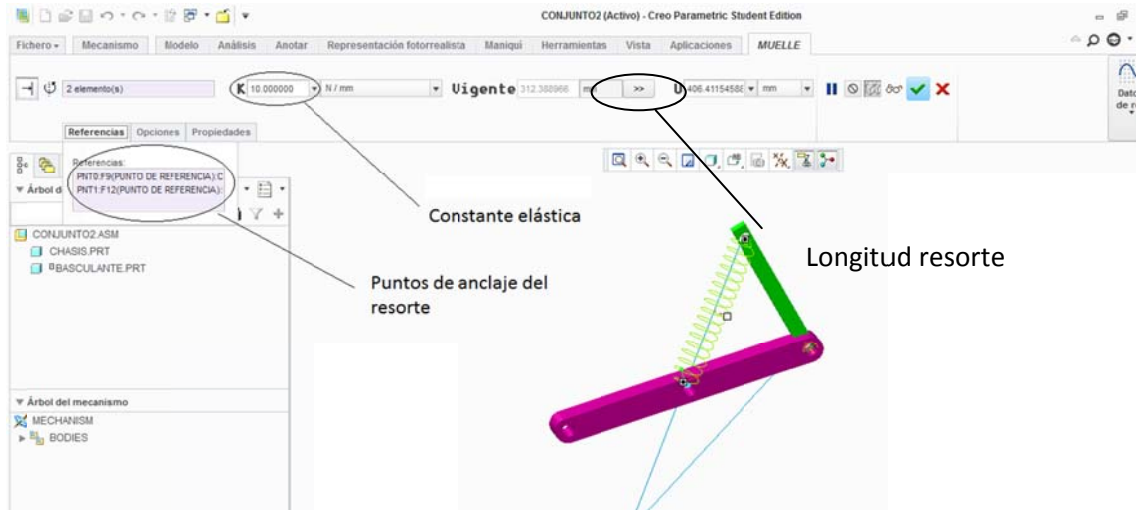 CONJUNTO2 (Activo) - Creo Parametric Student Edition
Fichero Mecanismo Modelo Análisis Anotar Representación fotorrealista Maniquí Herramientas Vista Aplicaciones MUELLE
2 elemento(s) K 10.000000 N / mm Vigente 312.388966 mm >> U 406.41154588 mm
Dato
de r
Referencias Opciones Propiedades
Referencias:
PNT0:F9(PUNTO DE REFERENCIA):C
PNT1:F12(PUNTO DE REFERENCIA):
Árbol d
CONJUNTO2.ASM
CHASIS.PRT
BASCULANTE.PRT
Constante elástica
Puntos de anclaje del
resorte
Longitud resorte
Árbol del mecanismo
MECHANISM
BODIES